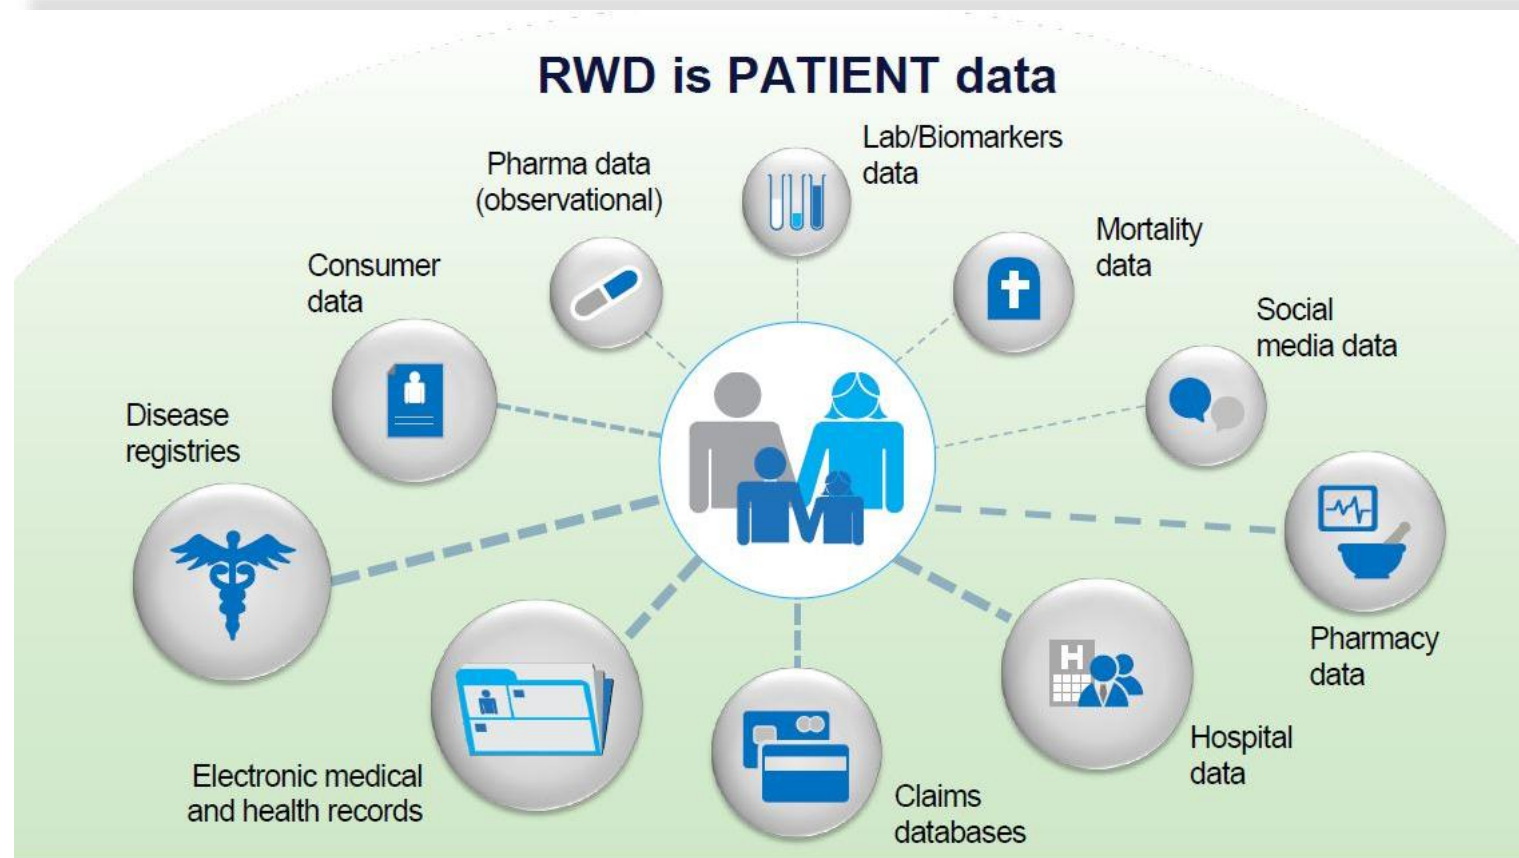 RWD is PATIENT data
Lab/Biomarkers
data
Pharma data
(observational)
Mortality
data
Consumer
data
Social
media data
Disease
registries
H
Pharmacy
data
Hospital
data
Electronic medical
and health records
Claims
databases